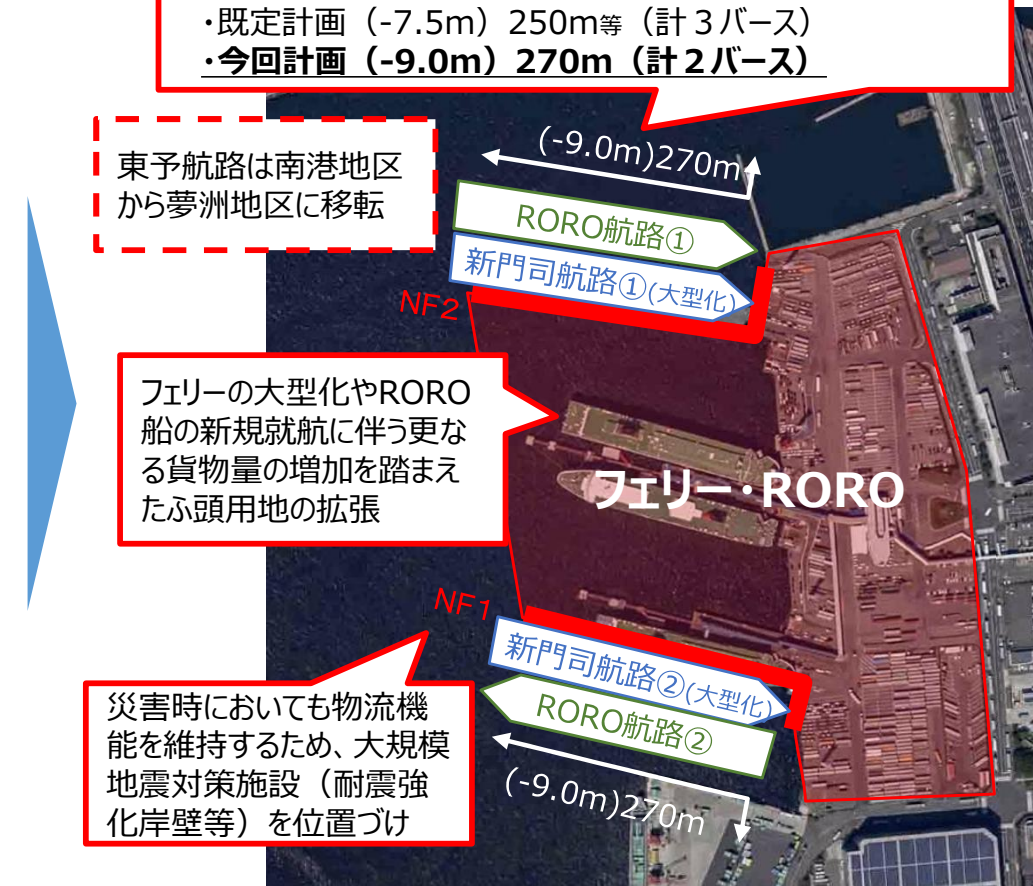 ・既定計画（-7.5m）250m等（計３バース）
・今回計画（-9.0m）270m（計２バース）
東予航路は南港地区
から夢洲地区に移転
(-9.0m)270m
RORO航路①
新門司航路①(大型化)
NF2
フェリーの大型化やRORO
船の新規就航に伴う更な
る貨物量の増加を踏まえ
たふ頭用地の拡張
フェリー・RORO
NF1
新門司航路②(大型化)
RORO航路②
(-9.0m)270m
災害時においても物流機
能を維持するため、大規模
地震対策施設（耐震強
化岸壁等）を位置づけ